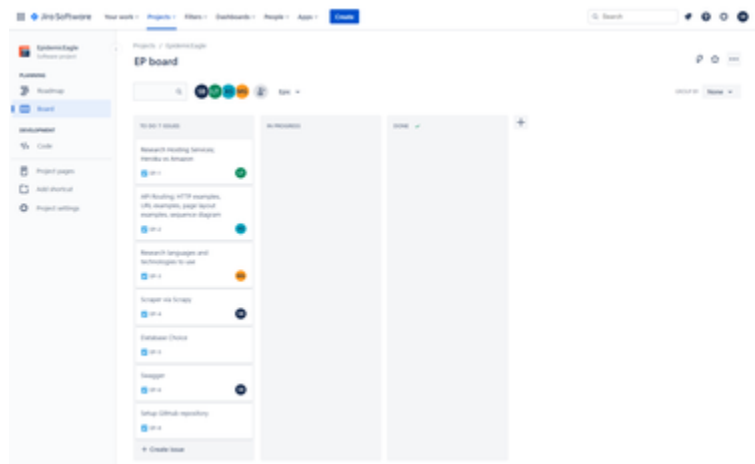 Jira Software
Your work
Projects
Filters
Dashboards
People
Apps
Create
Search
EpidemicEagle
Software project
PLANNING
Roadmap
Board
DEVELOPMENT
Code
Project pages
Add shortcut
Project settings
Projects / EpidemicEagle
EP board
Epic
GROUP BY
None
TO DO 7 ISSUES
IN PROGRESS
DONE
Research Hosting Services;
Heroku vs Amazon
EP-1
API Routing: HTTP examples,
URL examples, page layout
examples, sequence diagram
EP-2
Research languages and
technologies to use
EP-3
Scraper via Scrapy
EP-4
Database Choice
EP-5
Swagger
Setup GitHub repository
+ Create issue